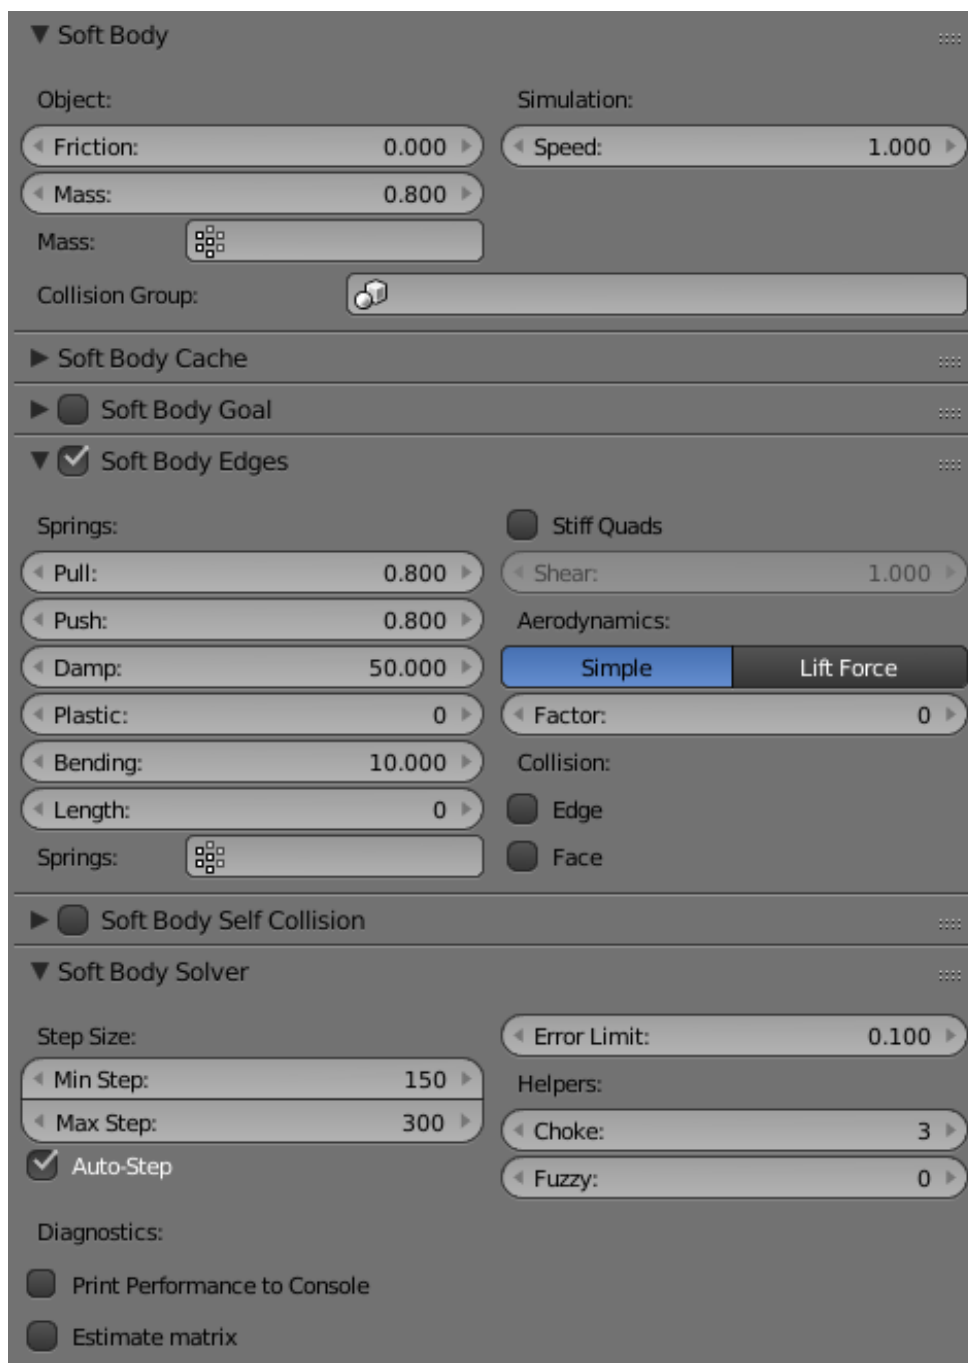 Soft Body
Object:
Simulation:
Friction: 0.000
Speed: 1.000
Mass: 0.800
Mass:
Collision Group:
Soft Body Cache
Soft Body Goal
Soft Body Edges
Springs:
Stiff Quads
Pull: 0.800
Shear: 1.000
Push: 0.800
Aerodynamics:
Damp: 50.000
Simple
Lift Force
Plastic: 0
Factor: 0
Bending: 10.000
Collision:
Length: 0
Edge
Springs:
Face
Soft Body Self Collision
Soft Body Solver
Step Size:
Error Limit: 0.100
Min Step: 150
Helpers:
Max Step: 300
Choke: 3
Auto-Step
Fuzzy: 0
Diagnostics:
Print Performance to Console
Estimate matrix